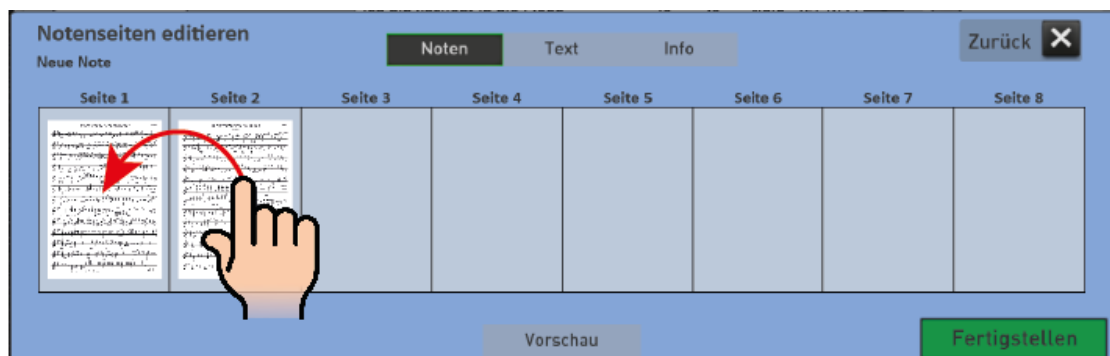 Notenseiten editieren
Neue Note
Noten Text Info
Zurück
Seite 1 Seite 2 Seite 3 Seite 4 Seite 5 Seite 6 Seite 7 Seite 8
Vorschau
Fertigstellen